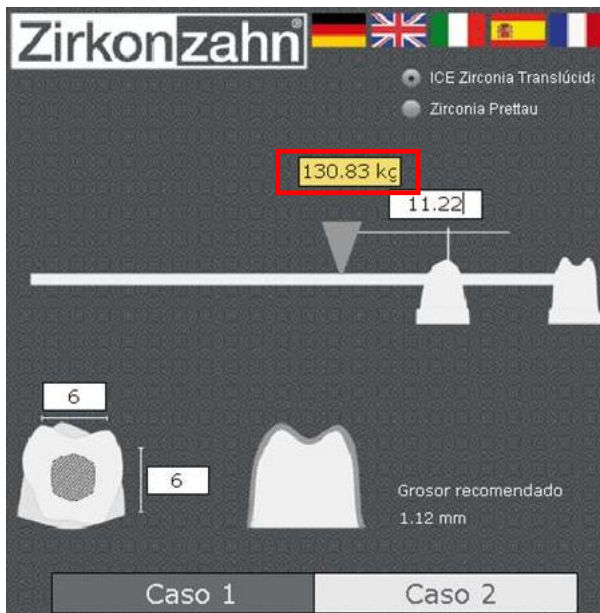 Zirkonzahn®
ICE Zirconia Translúcida
Zirconia Prettau
130.83 kg
11.22
6
6
Grosor recomendado
1.12 mm
Caso 1
Caso 2